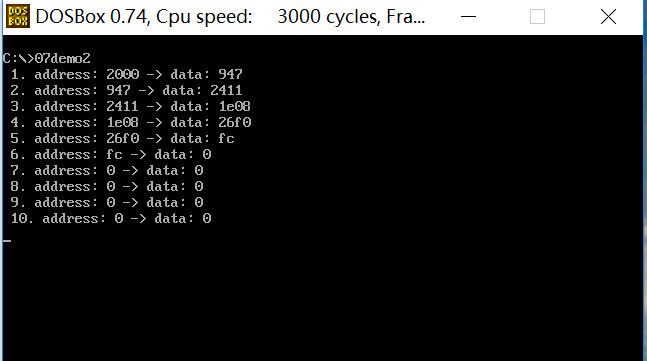 DOS
BOX
DOSBox 0.74, Cpu speed: 3000 cycles, Fra...
C:\>07demo2
1. address: 2000 -> data: 947
2. address: 947 -> data: 2411
3. address: 2411 -> data: 1e08
4. address: 1e08 -> data: 26f0
5. address: 26f0 -> data: fc
6. address: fc -> data: 0
7. address: 0 -> data: 0
8. address: 0 -> data: 0
9. address: 0 -> data: 0
10. address: 0 -> data: 0
_